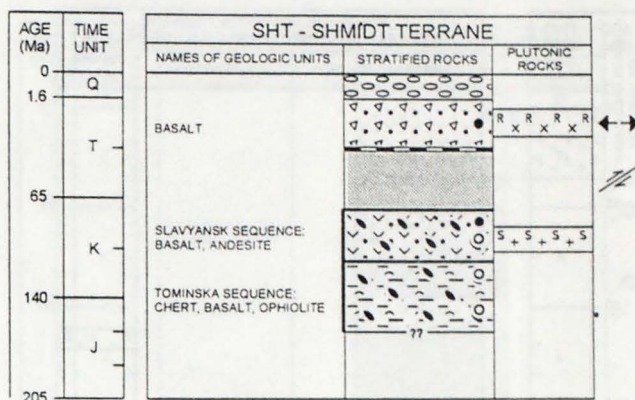 AGE
(Ma)
TIME
UNIT
SHT - SHMIDT TERRANE
NAMES OF GEOLOGIC UNITS
STRATIFIED ROCKS
PLUTONIC
ROCKS
0
Q
1.6
BASALT
R R R R
x x x
T
65
SLAVYANSK SEQUENCE:
BASALT, ANDESITE
S + S + S + S
K
140
TOMINSKA SEQUENCE:
CHERT, BASALT, OPHIOLITE
??
J
205